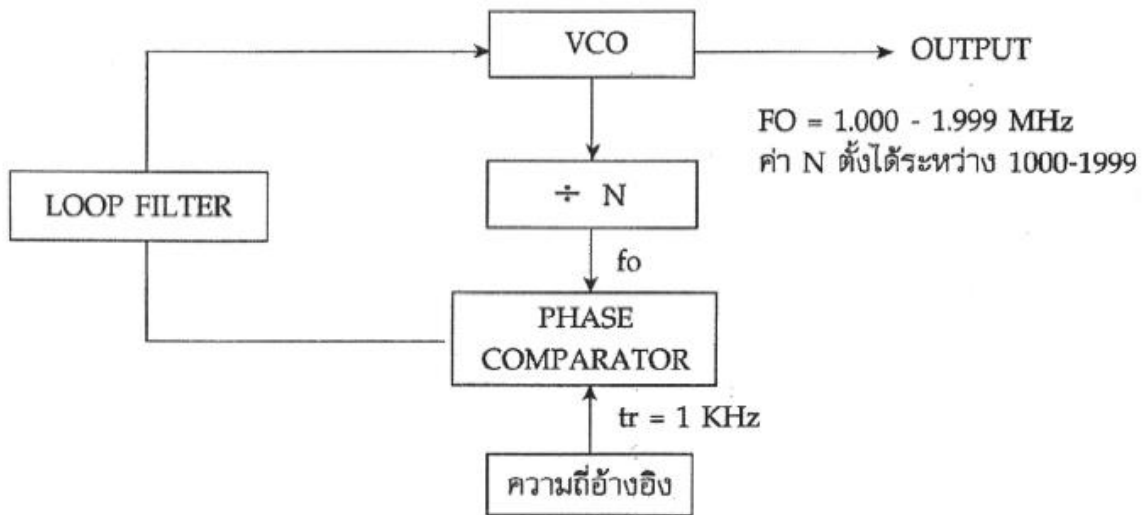 VCO
OUTPUT
FO = 1.000 - 1.999 MHz
ค่า N ตั้งได้ระหว่าง 1000-1999
LOOP FILTER
÷ N
fo
PHASE
COMPARATOR
tr = 1 KHz
ความถี่อ้างอิง